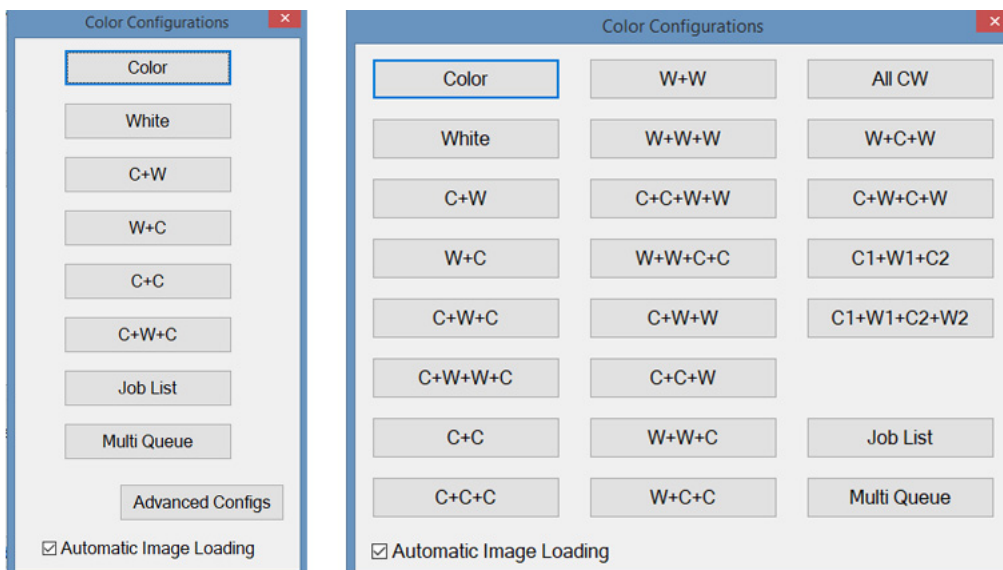 Color Configurations
Color
White
C+W
W+C
C+C
C+W+C
Job List
Multi Queue
Advanced Configs
Automatic Image Loading
Color Configurations
Color W+W All CW
White W+W+W W+C+W
C+W C+C+W+W C+W+C+W
W+C W+W+C+C C1+W1+C2
C+W+C C+W+W C1+W1+C2+W2
C+W+W+C C+C+W
C+C W+W+C Job List
C+C+C W+C+C Multi Queue
Automatic Image Loading